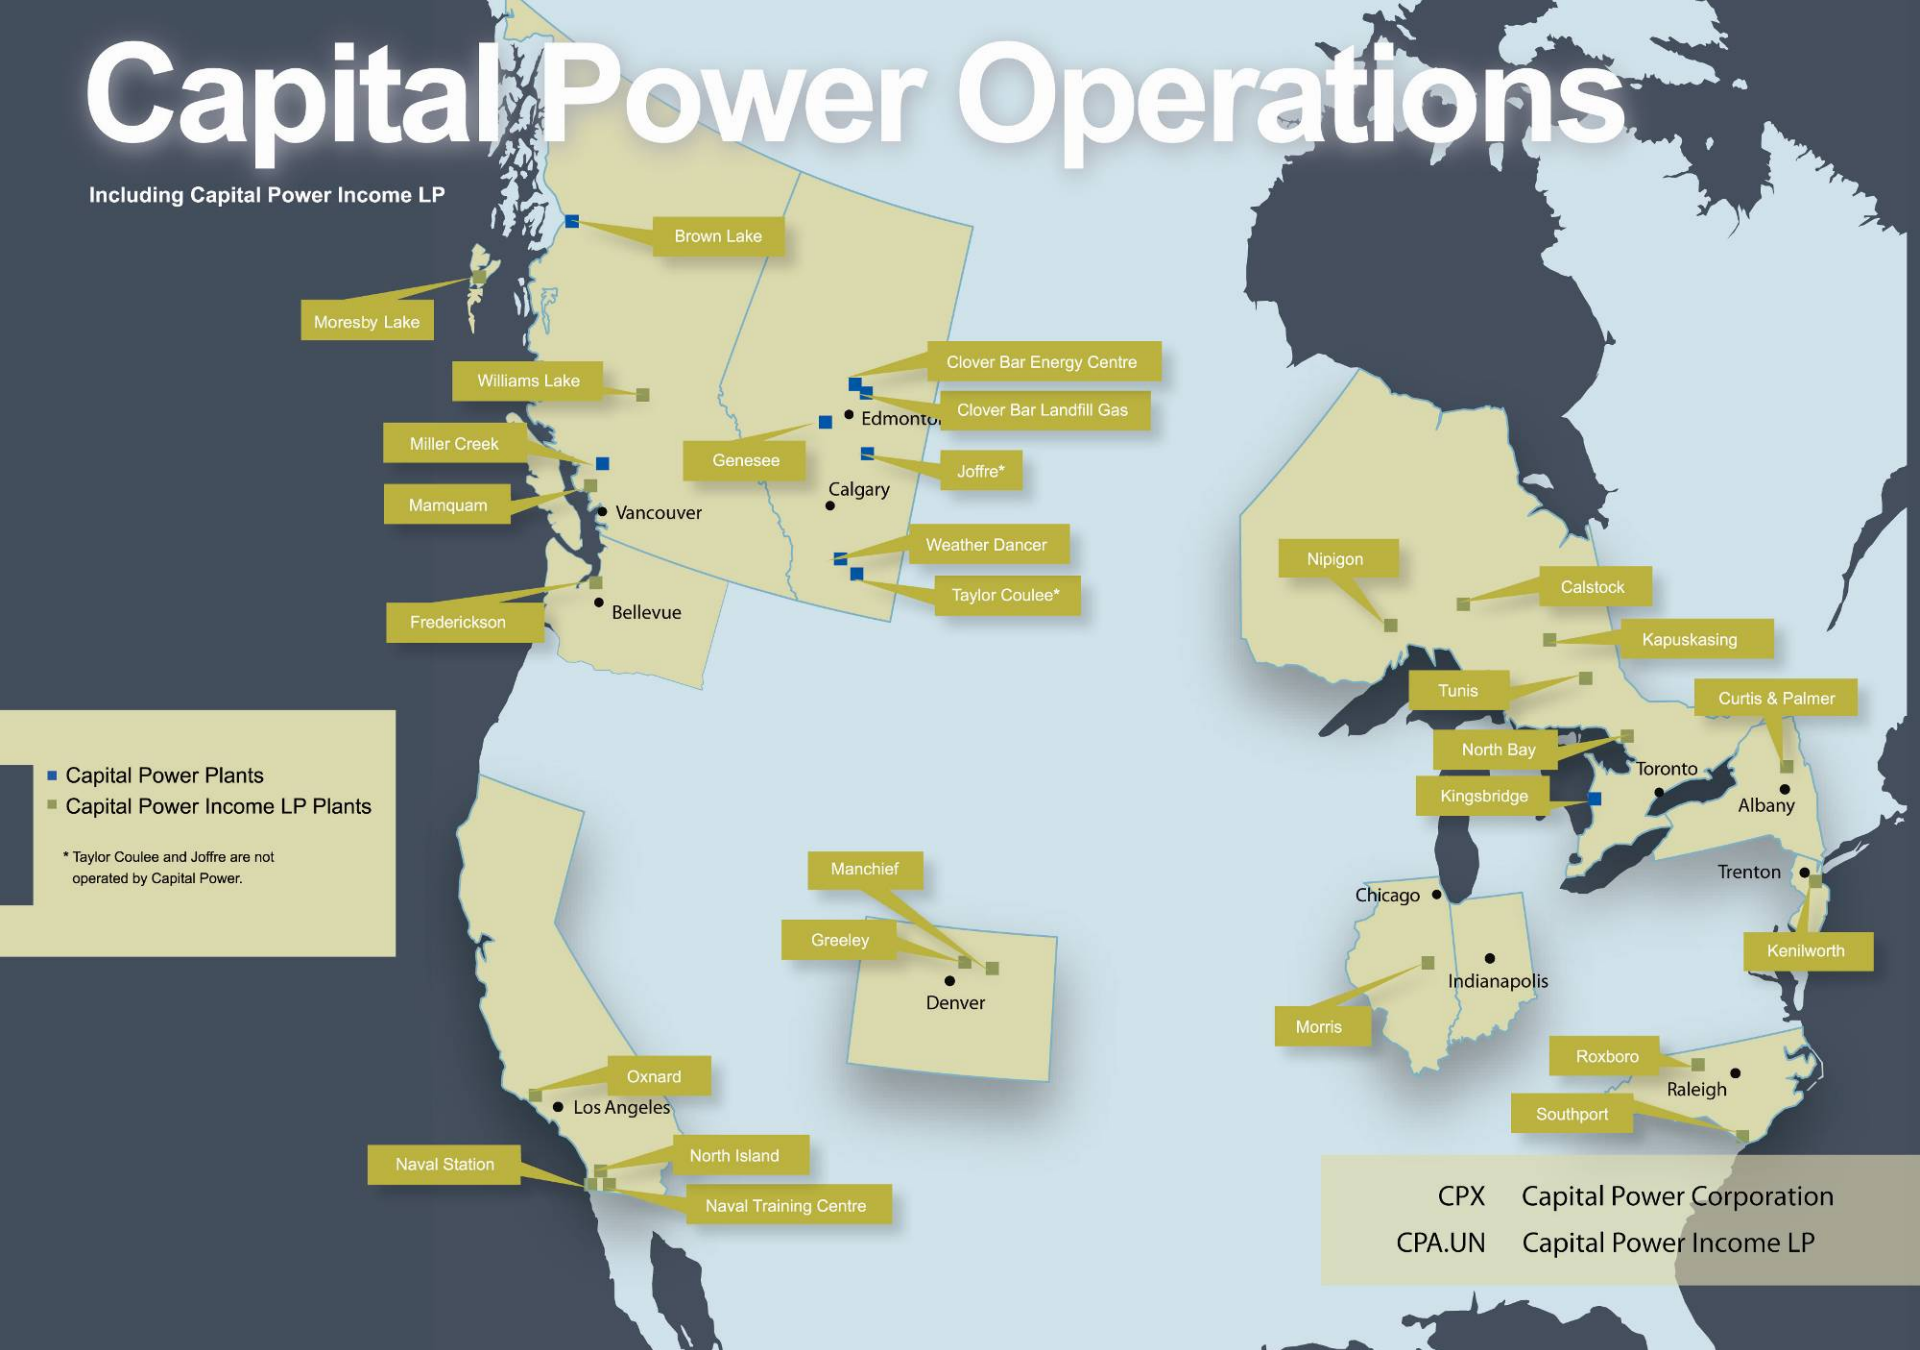 Capital Power Operations
Including Capital Power Income LP
Brown Lake
Moresby Lake
Clover Bar Energy Centre
Williams Lake
Clover Bar Landfill Gas
Edmonto
Miller Creek
Genesee
Joffre*
Calgary
Mamquam
Vancouver
Weather Dancer
Taylor Coulee*
Bellevue
Frederickson
Nipigon
Calstock
Kapuskasing
Tunis
Curtis & Palmer
North Bay
Toronto
Kingsbridge
Albany
Capital Power Plants
Capital Power Income LP Plants
* Taylor Coulee and Joffre are not
operated by Capital Power.
Manchief
Greeley
Denver
Trenton
Chicago
Kenilworth
Indianapolis
Morris
Roxboro
Raleigh
Southport
Oxnard
Los Angeles
North Island
Naval Station
Naval Training Centre
CPX Capital Power Corporation
CPA.UN Capital Power Income LP